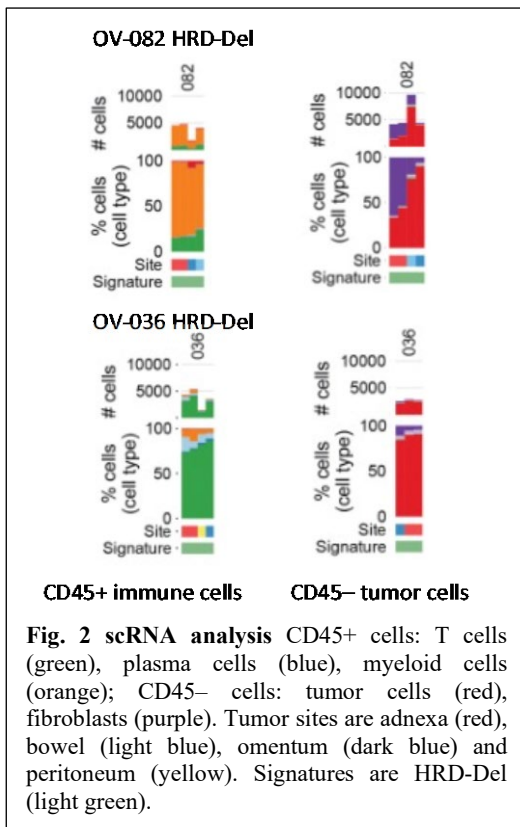 OV-082 HRD-Del
082
10000
5000
# cells
100
50
0
% cells
(cell type)
Site
Signature
082
10000
5000
# cells
100
50
0
% cells
(cell type)
Site
Signature
OV-036 HRD-Del
036
10000
5000
# cells
100
50
0
% cells
(cell type)
Site
Signature
036
10000
5000
# cells
100
50
0
% cells
(cell type)
Site
Signature
CD45+ immune cells
CD45– tumor cells
Fig. 2 scRNA analysis CD45+ cells: T cells
(green), plasma cells (blue), myeloid cells
(orange); CD45– cells: tumor cells (red),
fibroblasts (purple). Tumor sites are adnexa (red),
bowel (light blue), omentum (dark blue) and
peritoneum (yellow). Signatures are HRD-Del
(light green).